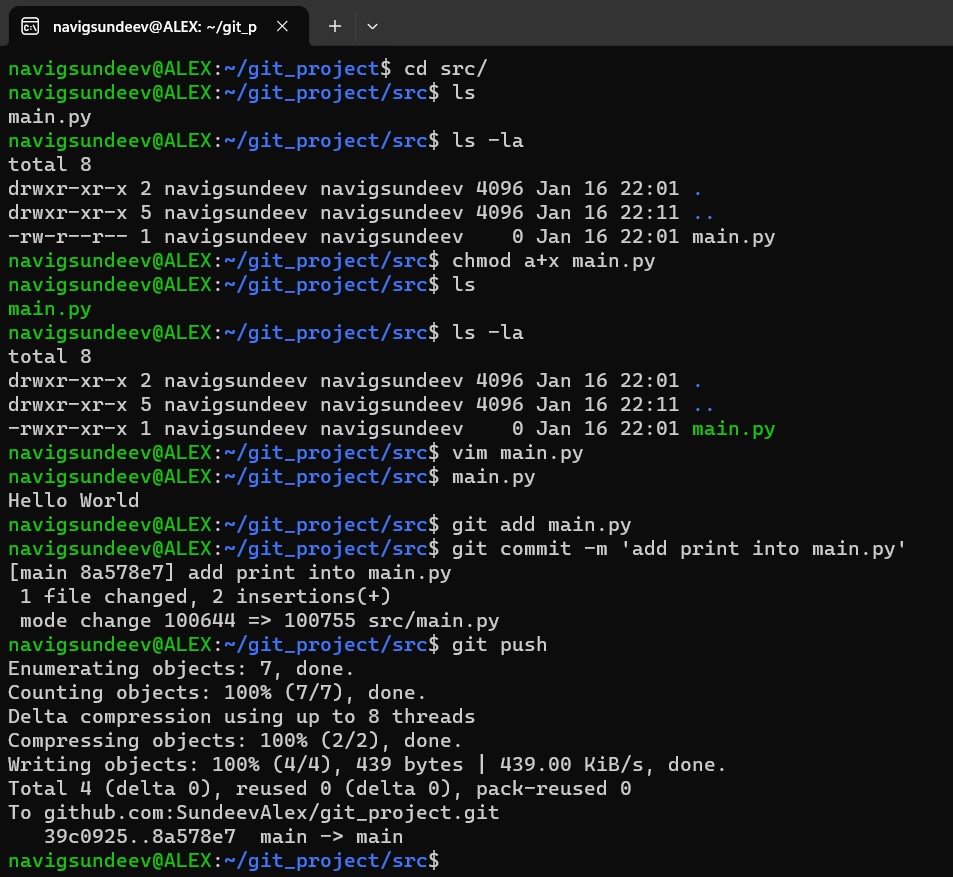 navigsundeev@ALEX: ~/git_p
navigsundeev@ALEX:~/git_project$ cd src/
navigsundeev@ALEX:~/git_project/src$ ls
main.py
navigsundeev@ALEX:~/git_project/src$ ls -la
total 8
drwxr-xr-x 2 navigsundeev navigsundeev 4096 Jan 16 22:01 .
drwxr-xr-x 5 navigsundeev navigsundeev 4096 Jan 16 22:11 ..
-rw-r--r-- 1 navigsundeev navigsundeev    0 Jan 16 22:01 main.py
navigsundeev@ALEX:~/git_project/src$ chmod a+x main.py
navigsundeev@ALEX:~/git_project/src$ ls
main.py
navigsundeev@ALEX:~/git_project/src$ ls -la
total 8
drwxr-xr-x 2 navigsundeev navigsundeev 4096 Jan 16 22:01 .
drwxr-xr-x 5 navigsundeev navigsundeev 4096 Jan 16 22:11 ..
-rwxr-xr-x 1 navigsundeev navigsundeev    0 Jan 16 22:01 main.py
navigsundeev@ALEX:~/git_project/src$ vim main.py
navigsundeev@ALEX:~/git_project/src$ main.py
Hello World
navigsundeev@ALEX:~/git_project/src$ git add main.py
navigsundeev@ALEX:~/git_project/src$ git commit -m 'add print into main.py'
[main 8a578e7] add print into main.py
 1 file changed, 2 insertions(+)
 mode change 100644 => 100755 src/main.py
navigsundeev@ALEX:~/git_project/src$ git push
Enumerating objects: 7, done.
Counting objects: 100% (7/7), done.
Delta compression using up to 8 threads
Compressing objects: 100% (2/2), done.
Writing objects: 100% (4/4), 439 bytes | 439.00 KiB/s, done.
Total 4 (delta 0), reused 0 (delta 0), pack-reused 0
To github.com:SundeevAlex/git_project.git
   39c0925..8a578e7  main -> main
navigsundeev@ALEX:~/git_project/src$